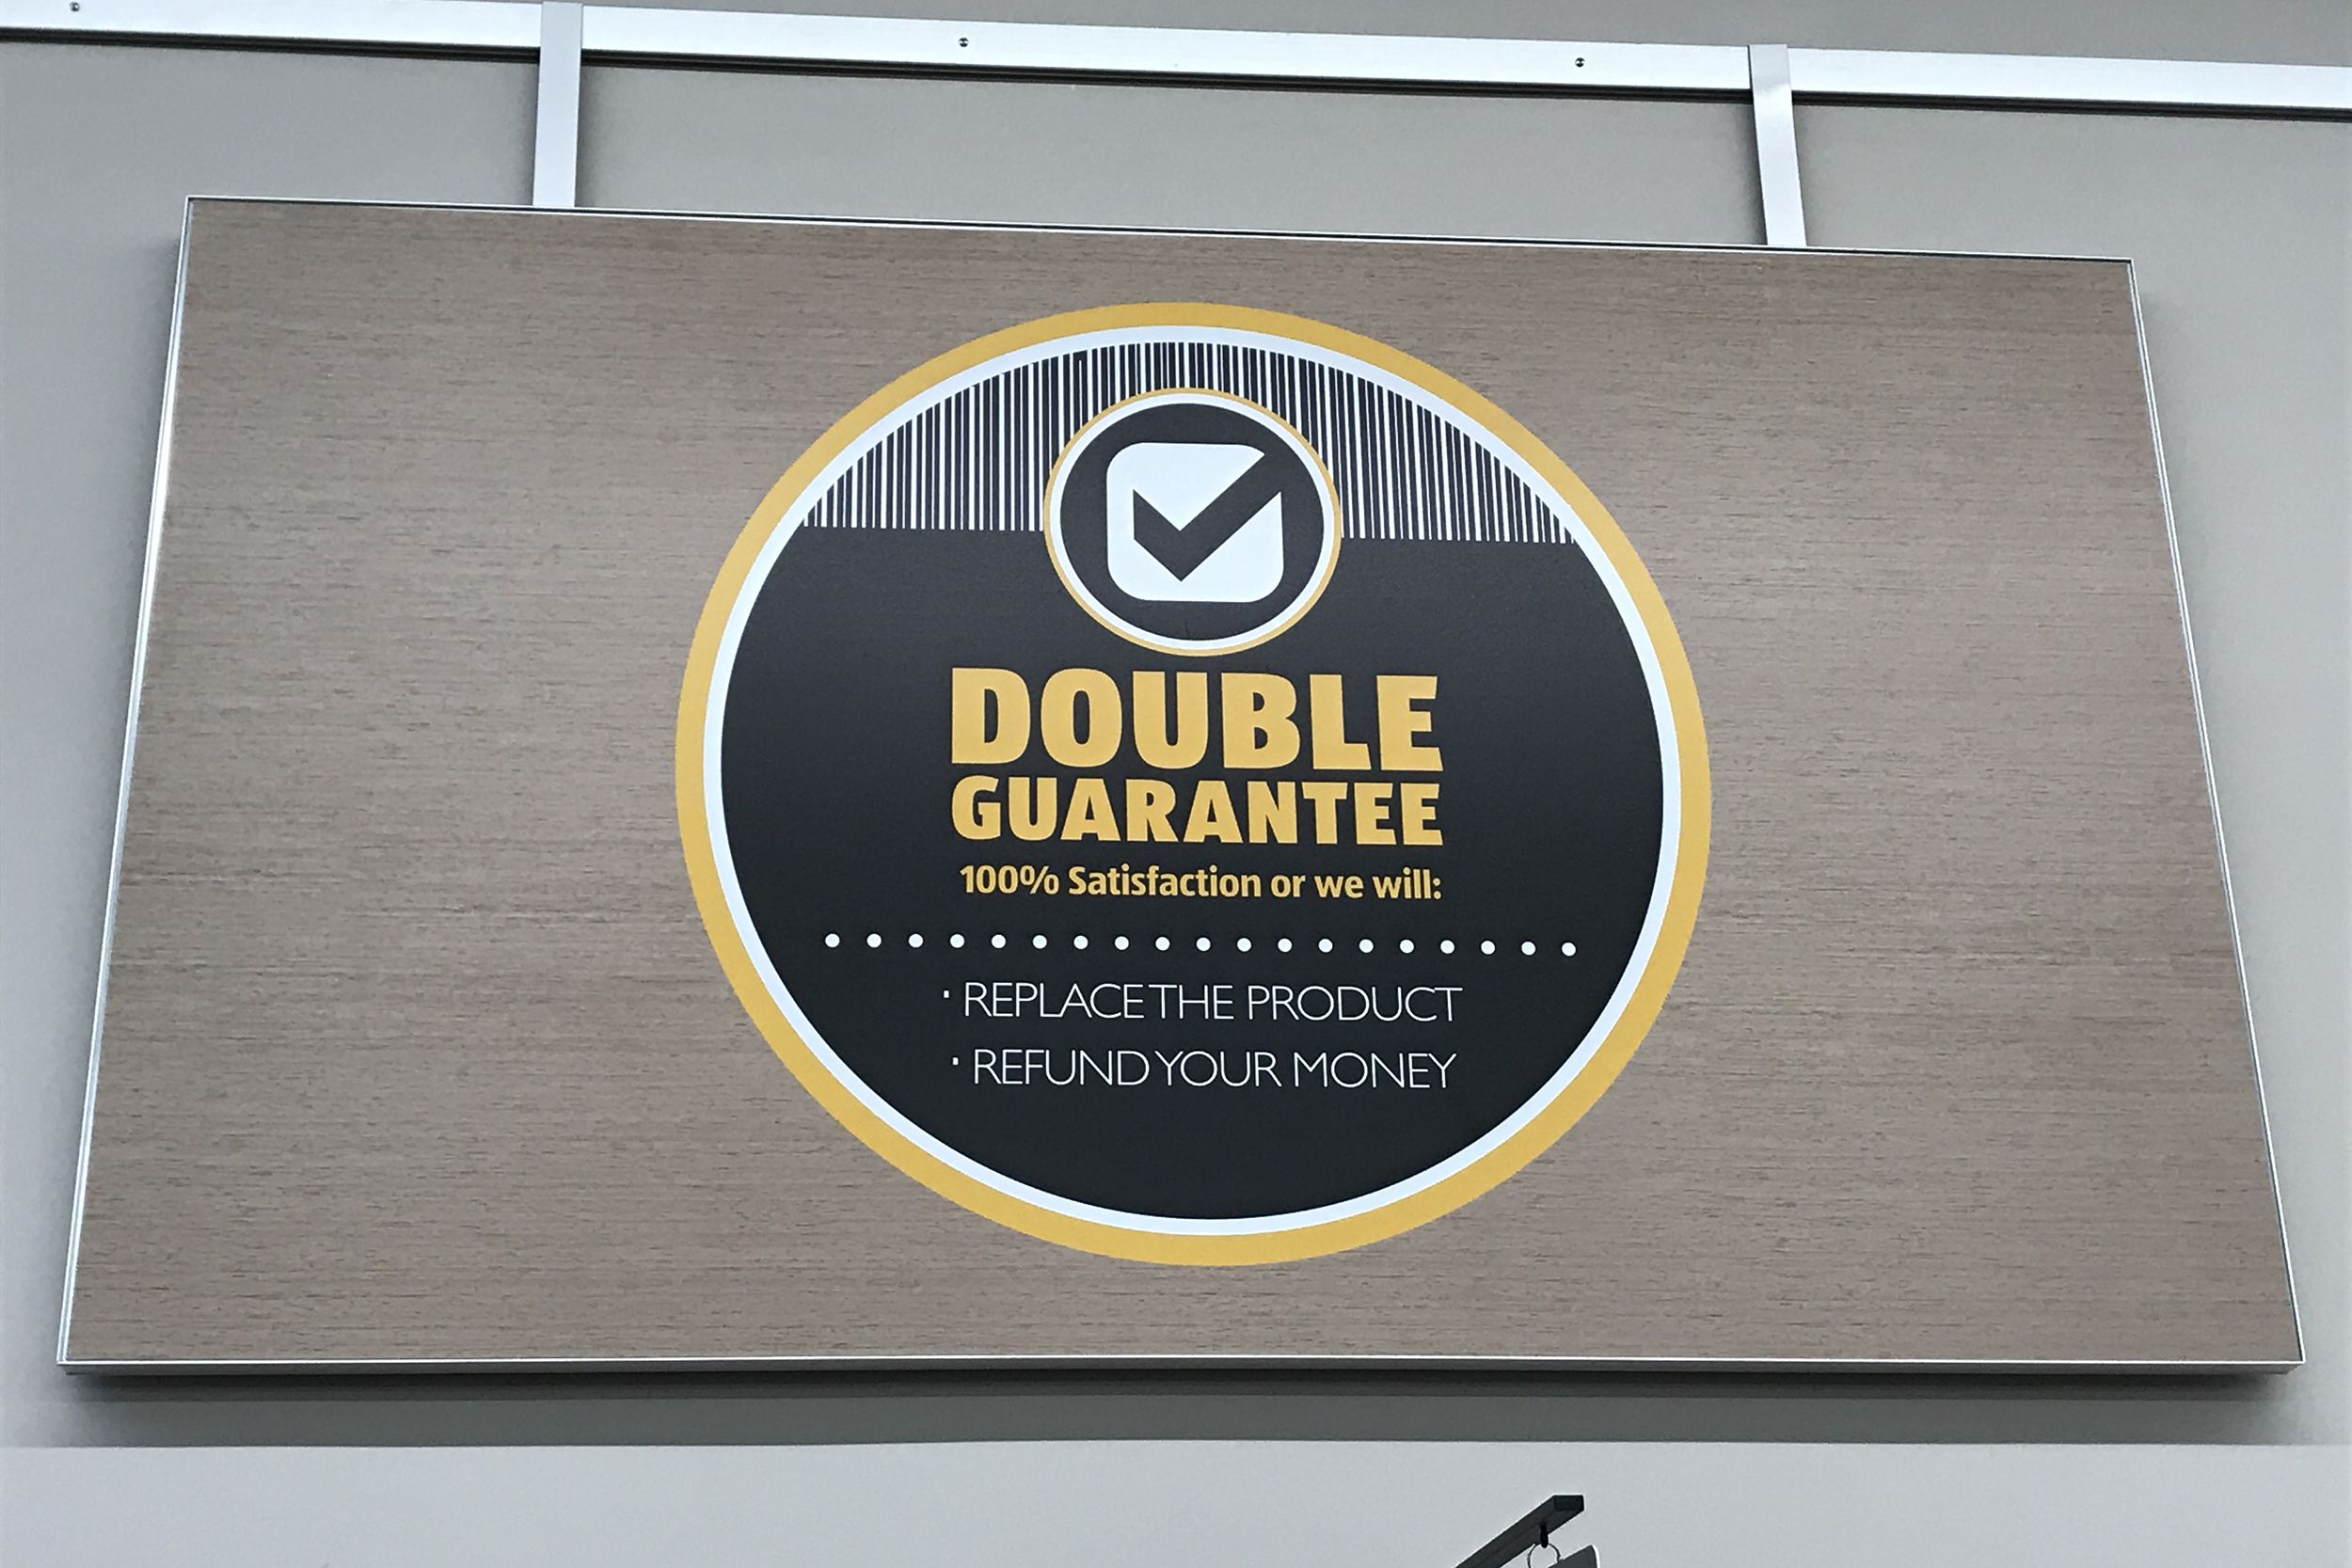 DOUBLE
GUARANTEE
100% Satisfaction or we will:
· REPLACE THE PRODUCT
· REFUND YOUR MONEY